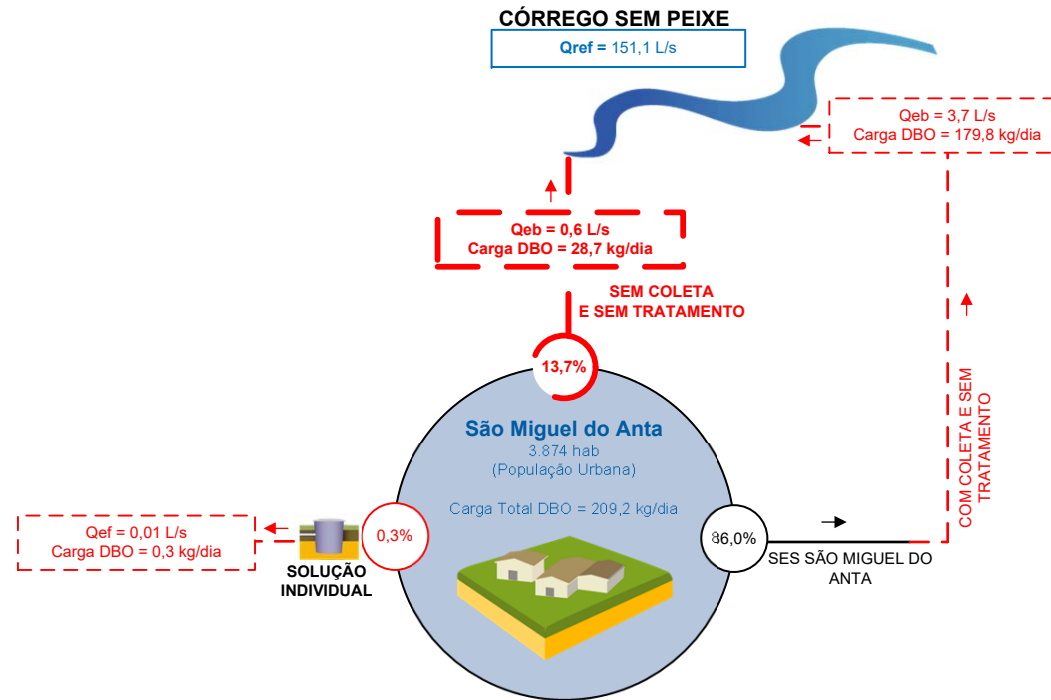 CÓRREGO SEM PEIXE
Qref = 151,1 L/s
Qeb = 3,7 L/s
Carga DBO = 179,8 kg/dia
Qeb = 0,6 L/s
Carga DBO = 28,7 kg/dia
SEM COLETA
E SEM TRATAMENTO
13,7%
São Miguel do Anta
3.874 hab
(População Urbana)
Carga Total DBO = 209,2 kg/dia
COM COLETA E SEM
TRATAMENTO
Qef = 0,01 L/s
Carga DBO = 0,3 kg/dia
0,3%
SOLUÇÃO
INDIVIDUAL
86,0%
SES SÃO MIGUEL DO
ANTA